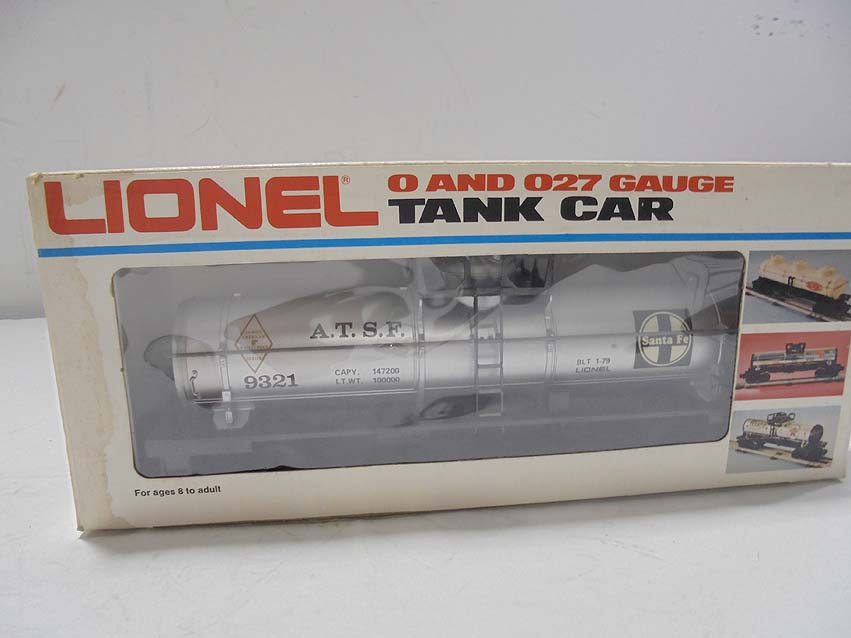 LIONEL®
O AND 027 GAUGE
TANK CAR
A.T.S.F.
9321
CAPY. 147200
LT.WT. 100000
Santa Fe
BLT 1-79
LIONEL
For ages 8 to adult